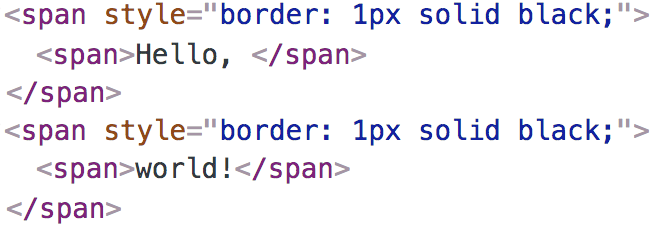 <span style="border: 1px solid black;">
  <span>Hello, </span>
</span>
<span style="border: 1px solid black;">
  <span>world!</span>
</span>